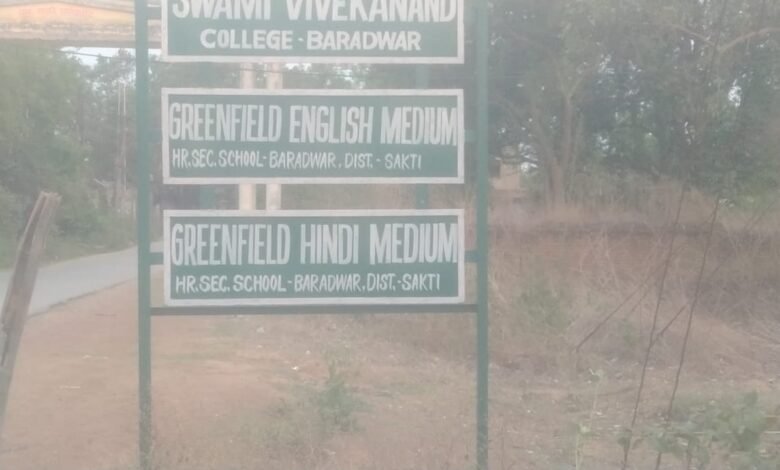 SWAMI VIVEKANAND
COLLEGE-BARADWAR
GREENFIELD ENGLISH MEDIUM
HR.SEC.SCHOOL-BARADWAR, DIST.-SAKTI
GREENFIELD HINDI MEDIUM
HR.SEC.SCHOOL-BARADWAR, DIST.-SAKTI